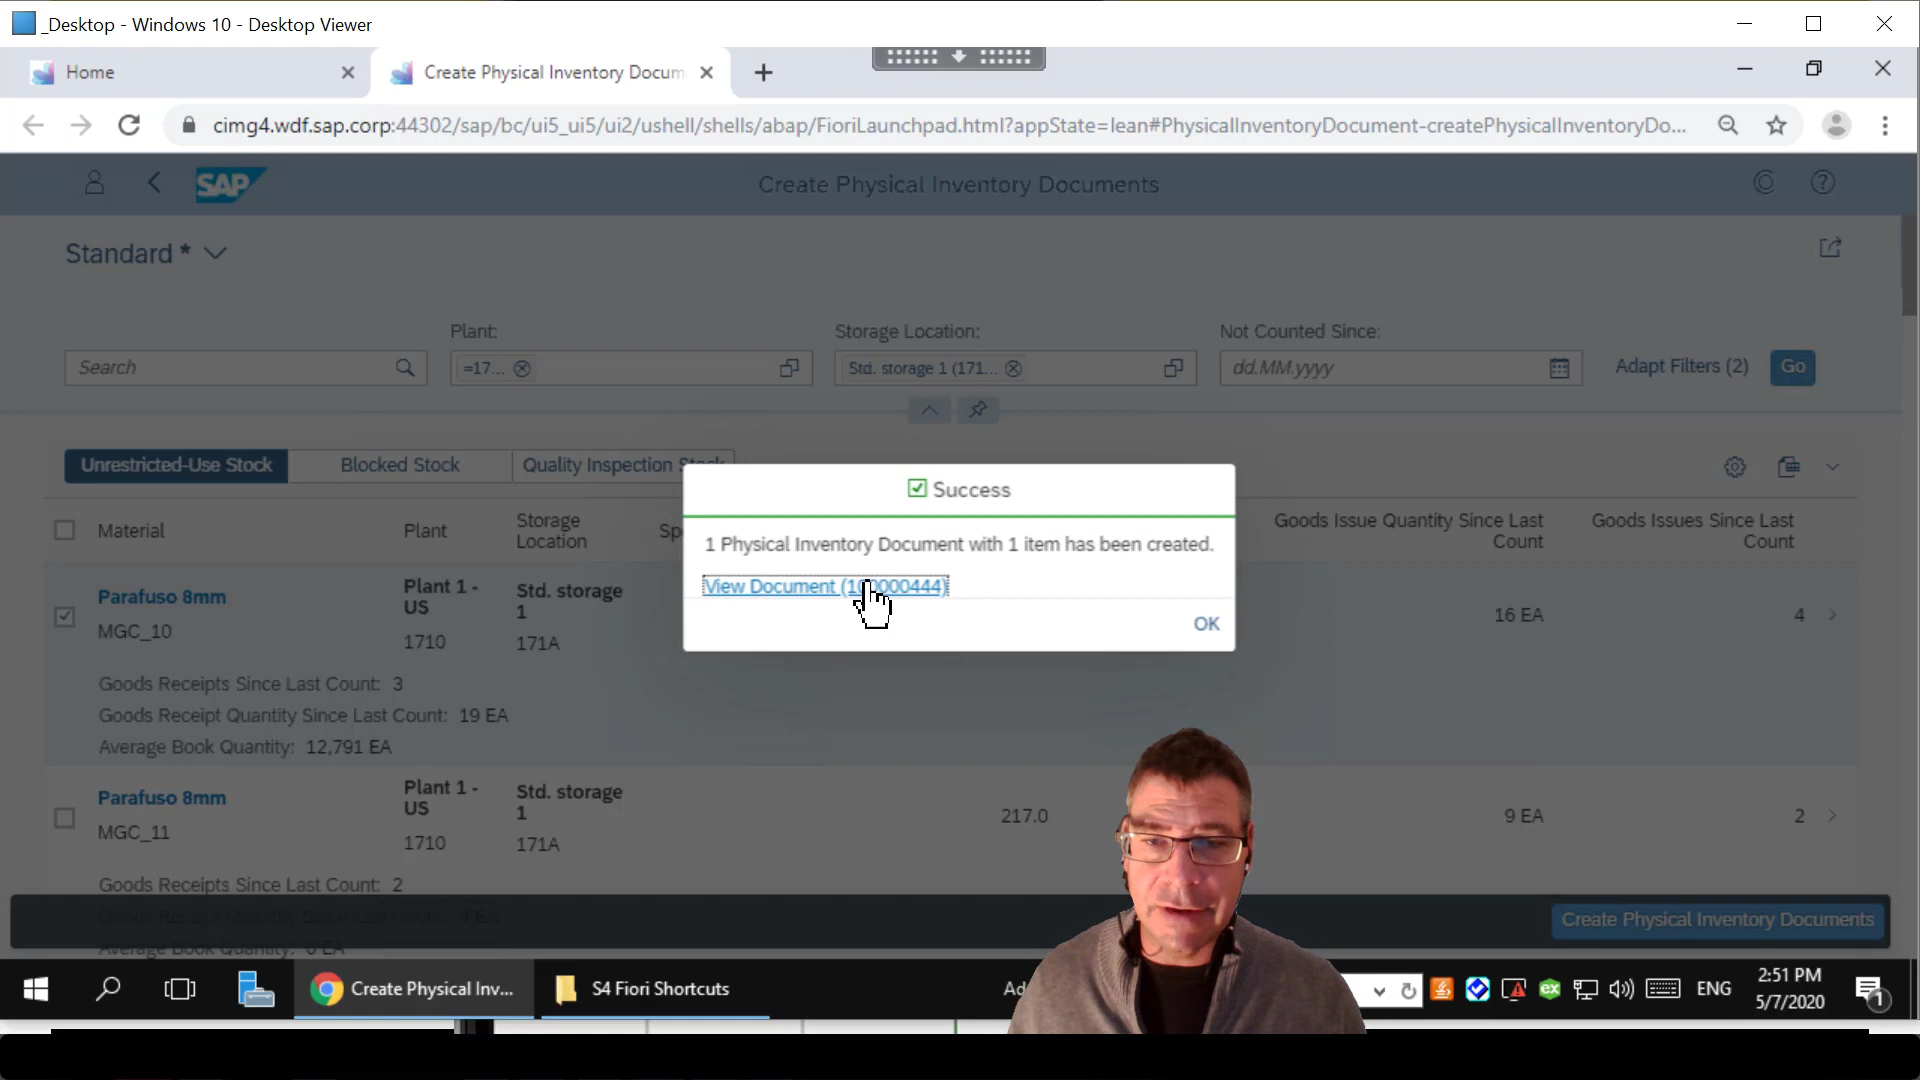 _Desktop - Windows 10 - Desktop Viewer
Home
Create Physical Inventory Docum
cimg4.wdf.sap.corp:44302/sap/bc/ui5_ui5/ui2/ushell/shells/abap/FioriLaunchpad.html?appState=lean#PhysicalInventoryDocument-createPhysicalInventoryDo...
SAP
Create Physical Inventory Documents
Standard *
Plant:
Storage Location:
Not Counted Since:
Search
=17...
Std. storage 1 (171...
dd.MM.yyyy
Adapt Filters (2)
Go
Unrestricted-Use Stock
Blocked Stock
Quality Inspection Stock
Success
1 Physical Inventory Document with 1 item has been created.
View Document (100000444)
OK
Material
Plant
Storage Location
Sp
Goods Issue Quantity Since Last Count
Goods Issues Since Last Count
Parafuso 8mm
MGC_10
Plant 1 - US
1710
Std. storage 1
171A
16 EA
4
Goods Receipts Since Last Count: 3
Goods Receipt Quantity Since Last Count: 19 EA
Average Book Quantity: 12,791 EA
Parafuso 8mm
MGC_11
Plant 1 - US
1710
Std. storage 1
171A
217.0
9 EA
2
Goods Receipts Since Last Count: 2
Create Physical Inventory Documents
Create Physical Inv...
S4 Fiori Shortcuts
Ad
ex
ENG
2:51 PM
5/7/2020
1